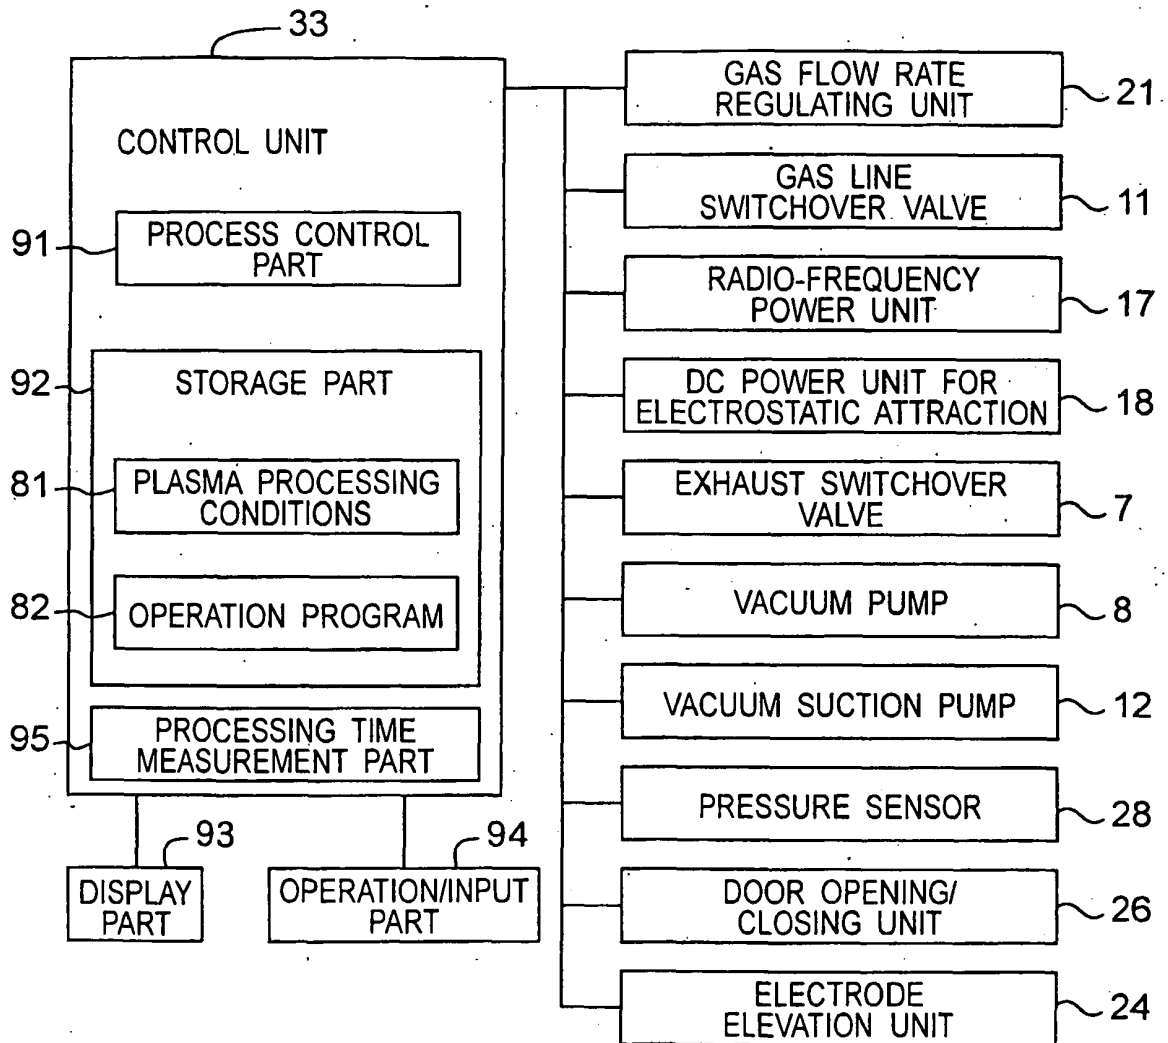 33
CONTROL UNIT
91
PROCESS CONTROL
PART
92
STORAGE PART
81
PLASMA PROCESSING
CONDITIONS
82
OPERATION PROGRAM
95
PROCESSING TIME
MEASUREMENT PART
93
DISPLAY
PART
94
OPERATION/INPUT
PART
GAS FLOW RATE
REGULATING UNIT
21
GAS LINE
SWITCHOVER VALVE
11
RADIO-FREQUENCY
POWER UNIT
17
DC POWER UNIT FOR
ELECTROSTATIC ATTRACTION
18
EXHAUST SWITCHOVER
VALVE
7
VACUUM PUMP
8
VACUUM SUCTION PUMP
12
PRESSURE SENSOR
28
DOOR OPENING/
CLOSING UNIT
26
ELECTRODE
ELEVATION UNIT
24